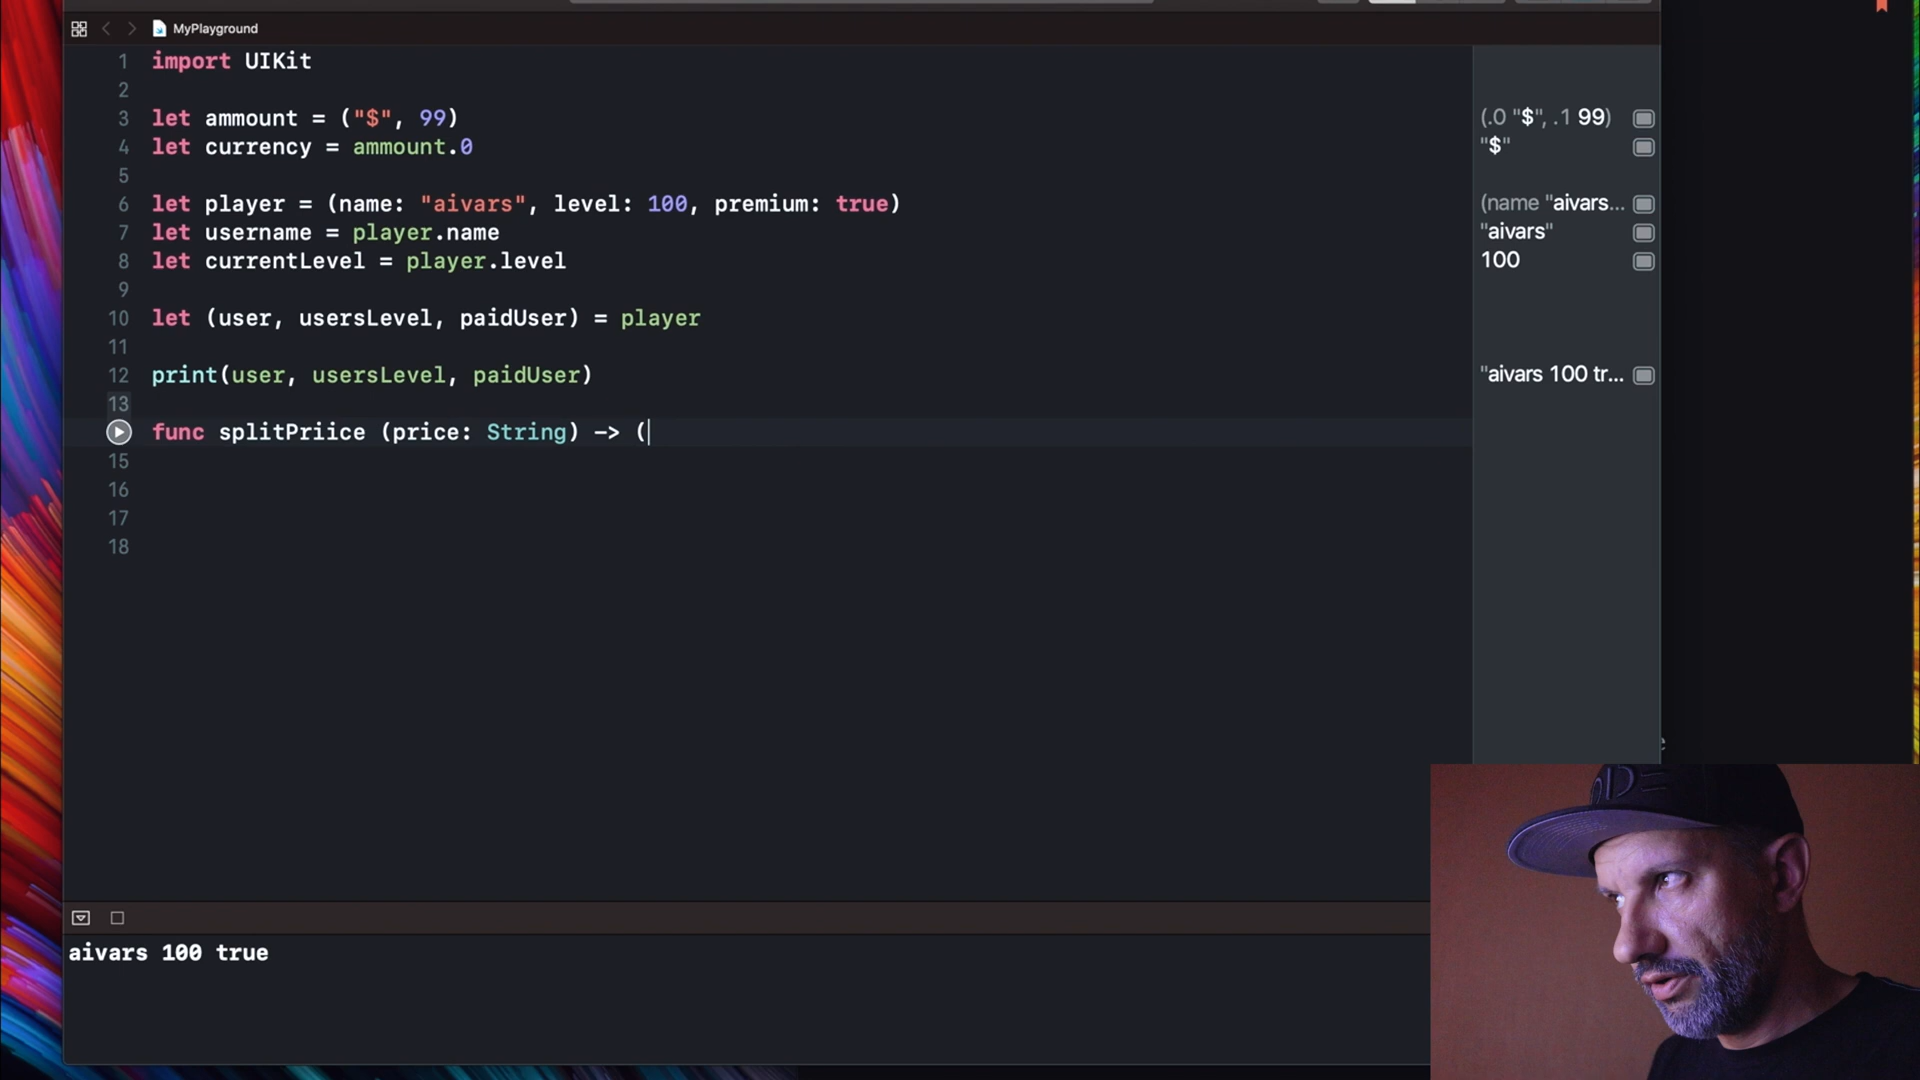 MyPlayground
1 import UIKit
2
3 let ammount = ("$", 99)
(.0 "$", .1 99)
4 let currency = ammount.0
"$"
5
6 let player = (name: "aivars", level: 100, premium: true)
(name "aivars...
7 let username = player.name
"aivars"
8 let currentLevel = player.level
100
9
10 let (user, usersLevel, paidUser) = player
11
12 print(user, usersLevel, paidUser)
"aivars 100 tr...
13
func splitPriice (price: String) -> (
15
16
17
18
aivars 100 true